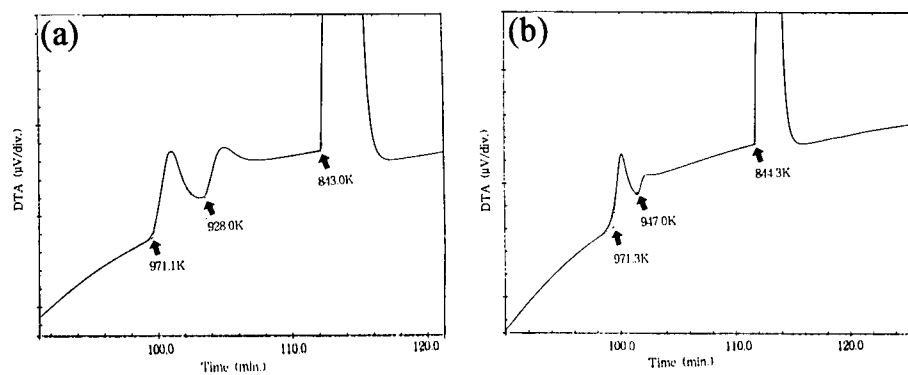 (a)
DTA (μV/div.)
971.1K
928.0K
843.0K
100.0
110.0
120.0
Time (min.)
(b)
DTA (μV/div.)
971.3K
947.0K
844.3K
100.0
110.0
120.0
Time (min.)